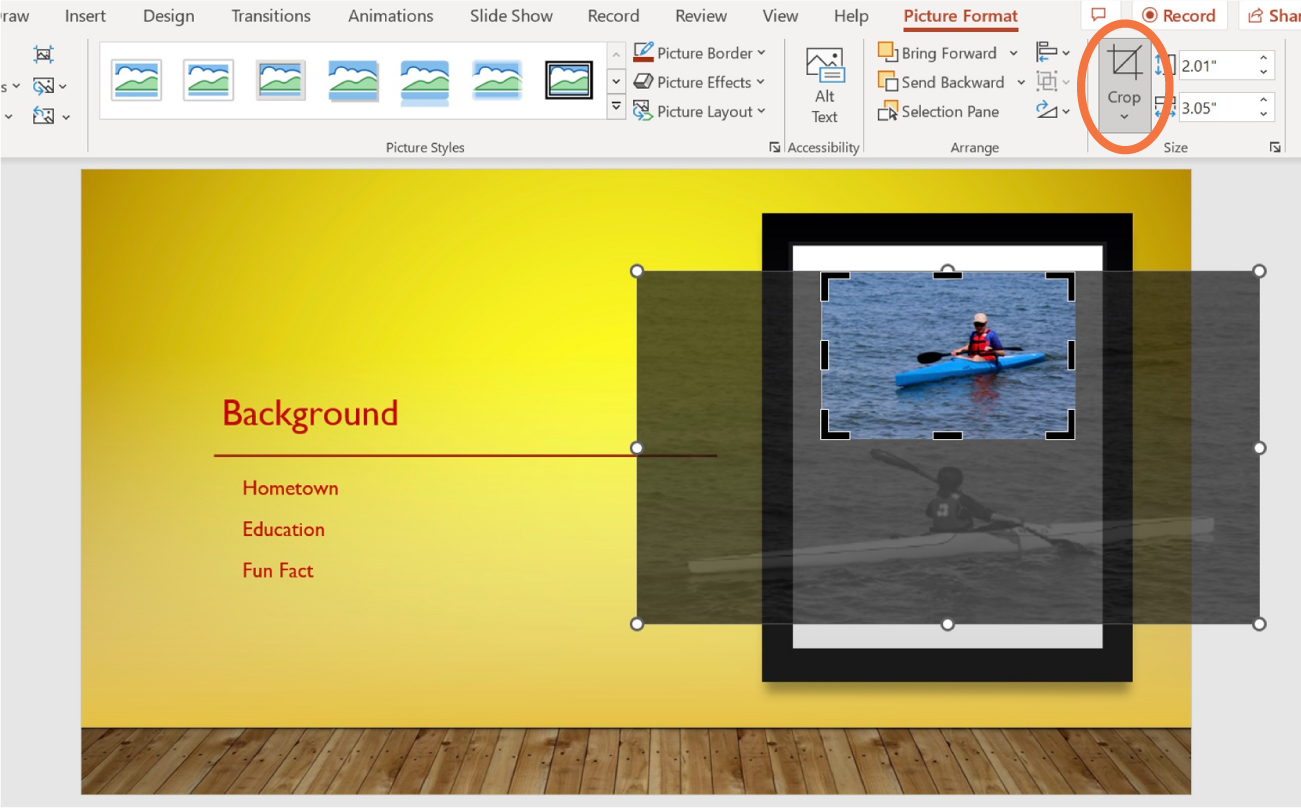 raw Insert Design Transitions Animations Slide Show Record Review View Help Picture Format Record Shar
s
Picture Border
Picture Effects
Picture Layout
Alt
Text
Bring Forward
Send Backward
Selection Pane
Crop
2.01"
3.05"
Picture Styles Accessibility Arrange Size
Background
Hometown
Education
Fun Fact